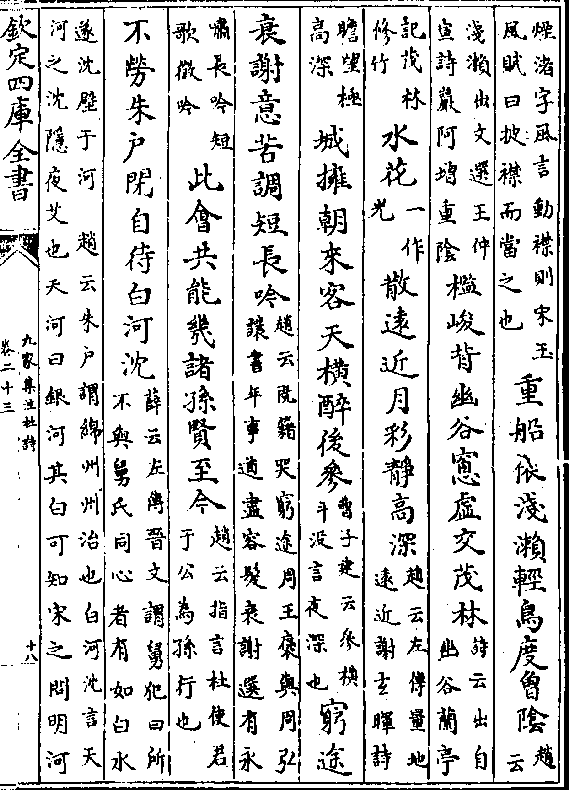 煙渚字風言動襟則宋玉
風賦曰披襟而當之也
重船依淺瀨輕鳥度曾陰
趙
云
淺瀨出文選王仲
宣詩巖阿増重陰
檻峻背幽谷窻虛交茂林
薛云出自
幽谷蘭亭
記茂林
修竹
水花
一作
光
散遠近月彩靜高深
趙云左傳量地
遠近謝玄暉詩
瞻望極
高深
城擁朝來客天橫醉後參
曹子建云參橫
斗没言夜深也
窮途
衰謝意苦調短長吟
趙云阮籍哭窮途周王褒與周弘
讓書年事遒盡容髮衰謝選有永
嘯長吟短
歌微吟
此會共能幾諸孫賢至今
趙云指言杜使君
于公為孫行也
不勞朱户閉自待白河沈
薛云左傳晉文謂舅犯曰所
不與舅氏同心者有如白水
遂沈壁于河　趙云朱户謂綿州州治也白河沈言天
河之沈隱夜艾也天河曰銀河其白可知宋之問明河
欽定四庫全書
九家集注杜詩
卷二十三
十八